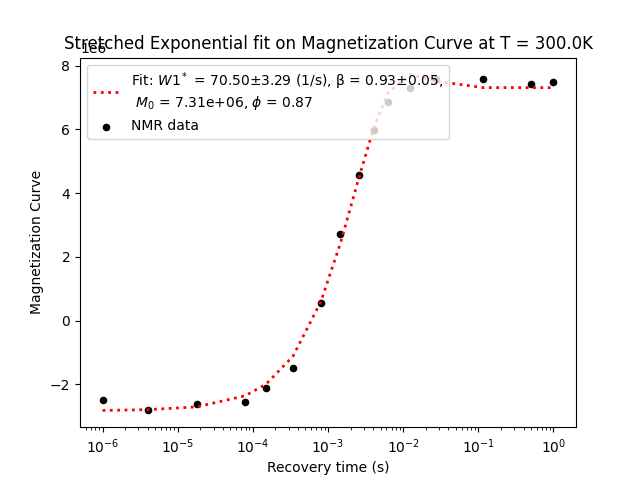 Stretched Exponential fit on Magnetization Curve at T = 300.0K
1e6
Fit: W1* = 70.50±3.29 (1/s), β = 0.93±0.05,
M₀ = 7.31e+06, ϕ = 0.87
NMR data
8
6
4
2
0
−2
Magnetization Curve
10⁻⁶ 10⁻⁵ 10⁻⁴ 10⁻³ 10⁻² 10⁻¹ 10⁰
Recovery time (s)